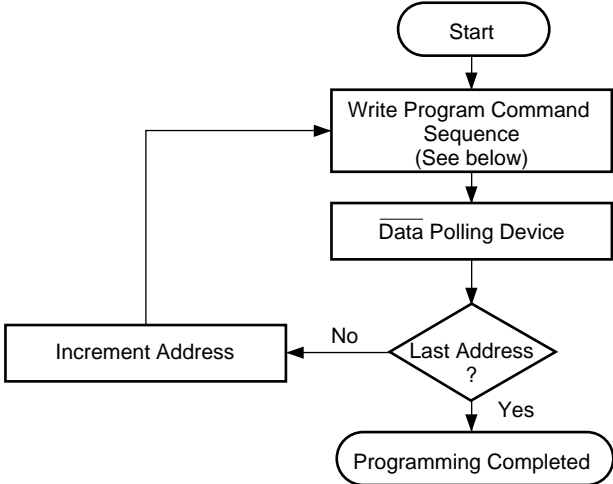 Start
Write Program Command
Sequence
(See below)
Data Polling Device
Increment Address
No
Last Address
?
Yes
Programming Completed